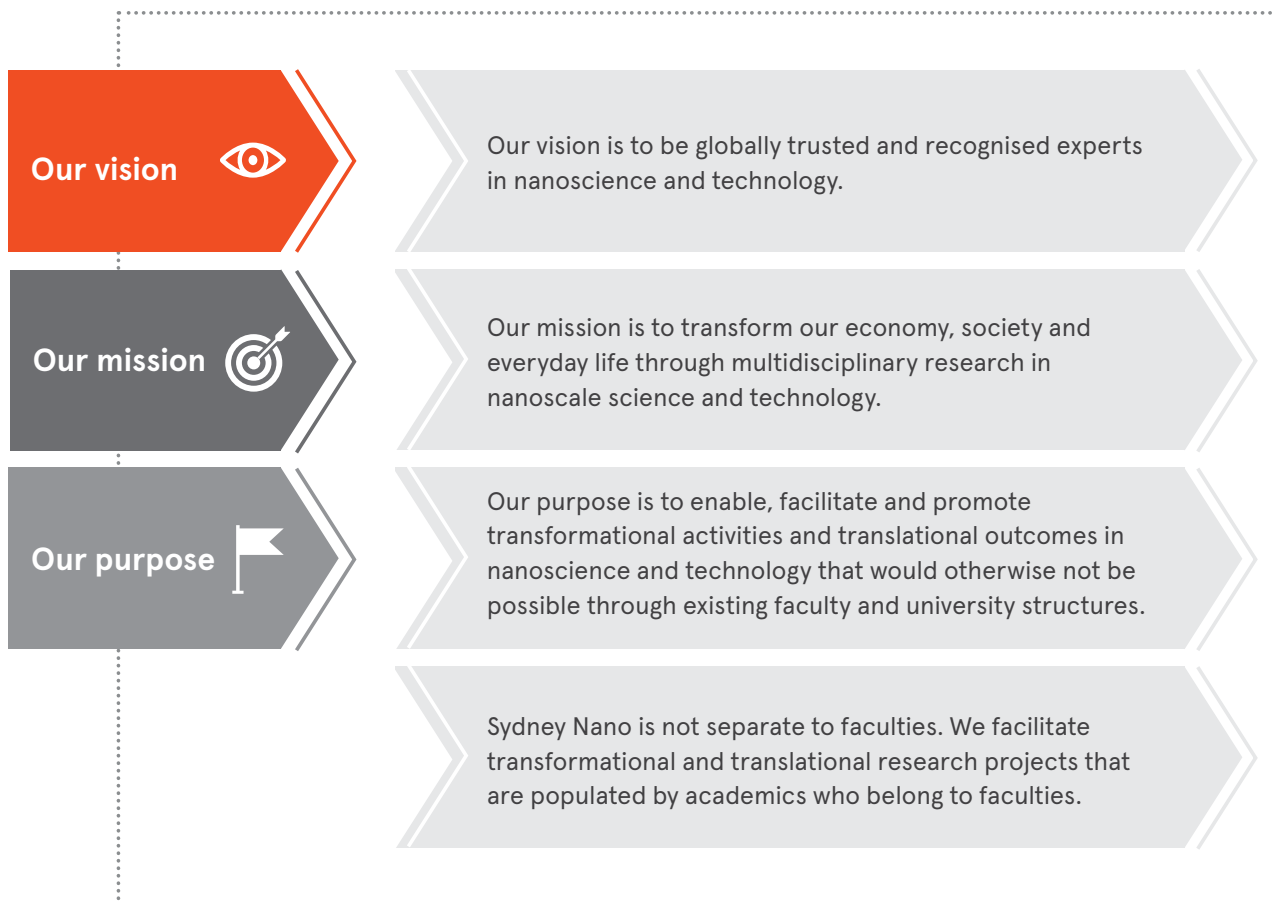 Our vision
Our vision is to be globally trusted and recognised experts
in nanoscience and technology.
Our mission
Our mission is to transform our economy, society and
everyday life through multidisciplinary research in
nanoscale science and technology.
Our purpose
Our purpose is to enable, facilitate and promote
transformational activities and translational outcomes in
nanoscience and technology that would otherwise not be
possible through existing faculty and university structures.
Sydney Nano is not separate to faculties. We facilitate
transformational and translational research projects that
are populated by academics who belong to faculties.